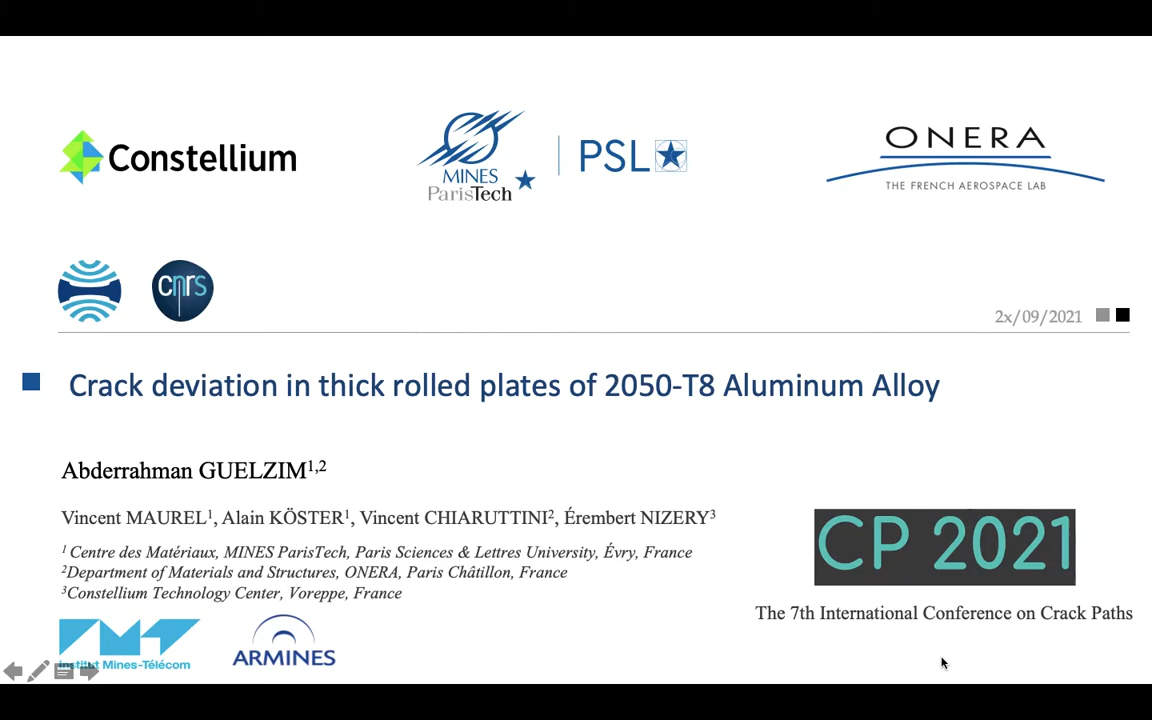 Constellium
MINES
ParisTech
PSL
ONERA
THE FRENCH AEROSPACE LAB
cnrs
2x/09/2021
Crack deviation in thick rolled plates of 2050-T8 Aluminum Alloy
Abderrahman GUELZIM1,2
Vincent MAUREL1, Alain KÖSTER1, Vincent CHIARUTTINI2, Érembert NIZERY3
1 Centre des Matériaux, MINES ParisTech, Paris Sciences & Lettres University, Évry, France
2Department of Materials and Structures, ONERA, Paris Châtillon, France
3Constellium Technology Center, Voreppe, France
CP 2021
The 7th International Conference on Crack Paths
IMT
Institut Mines-Télécom
ARMINES